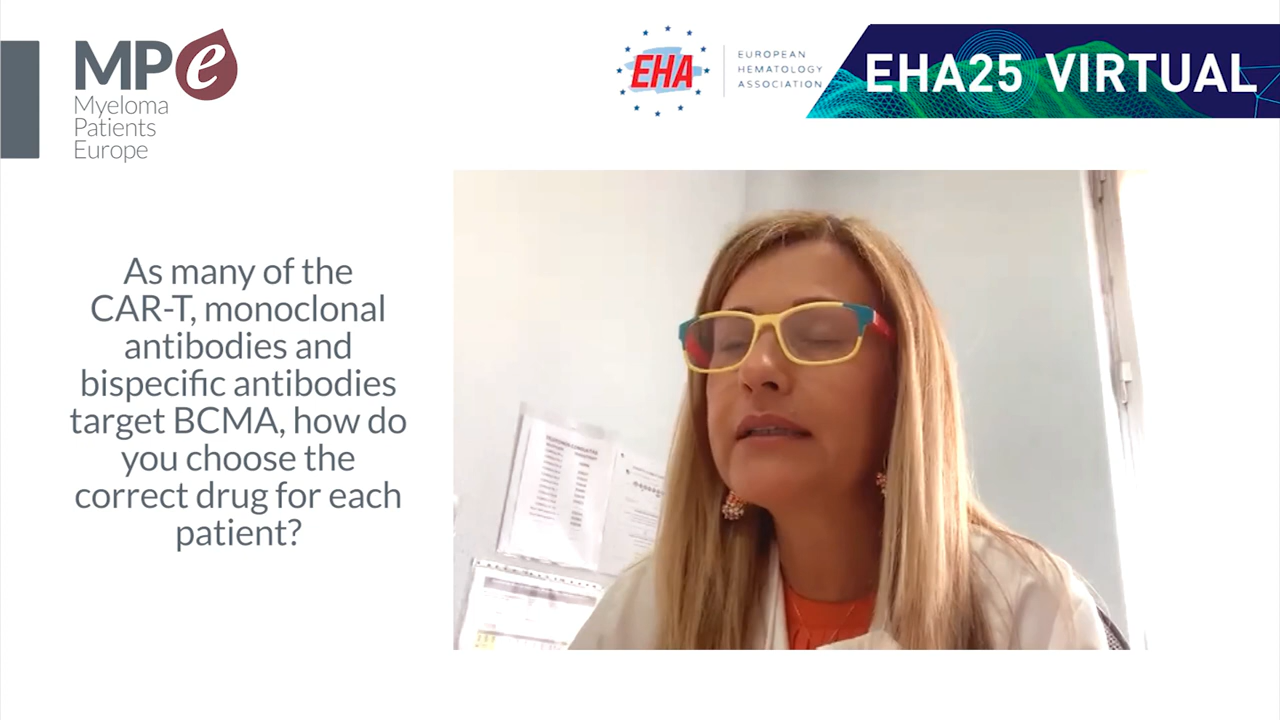 MPe
Myeloma
Patients
Europe
EHA
EUROPEAN
HEMATOLOGY
ASSOCIATION
EHA25 VIRTUAL
As many of the
CAR-T, monoclonal
antibodies and
bispecific antibodies
target BCMA, how do
you choose the
correct drug for each
patient?